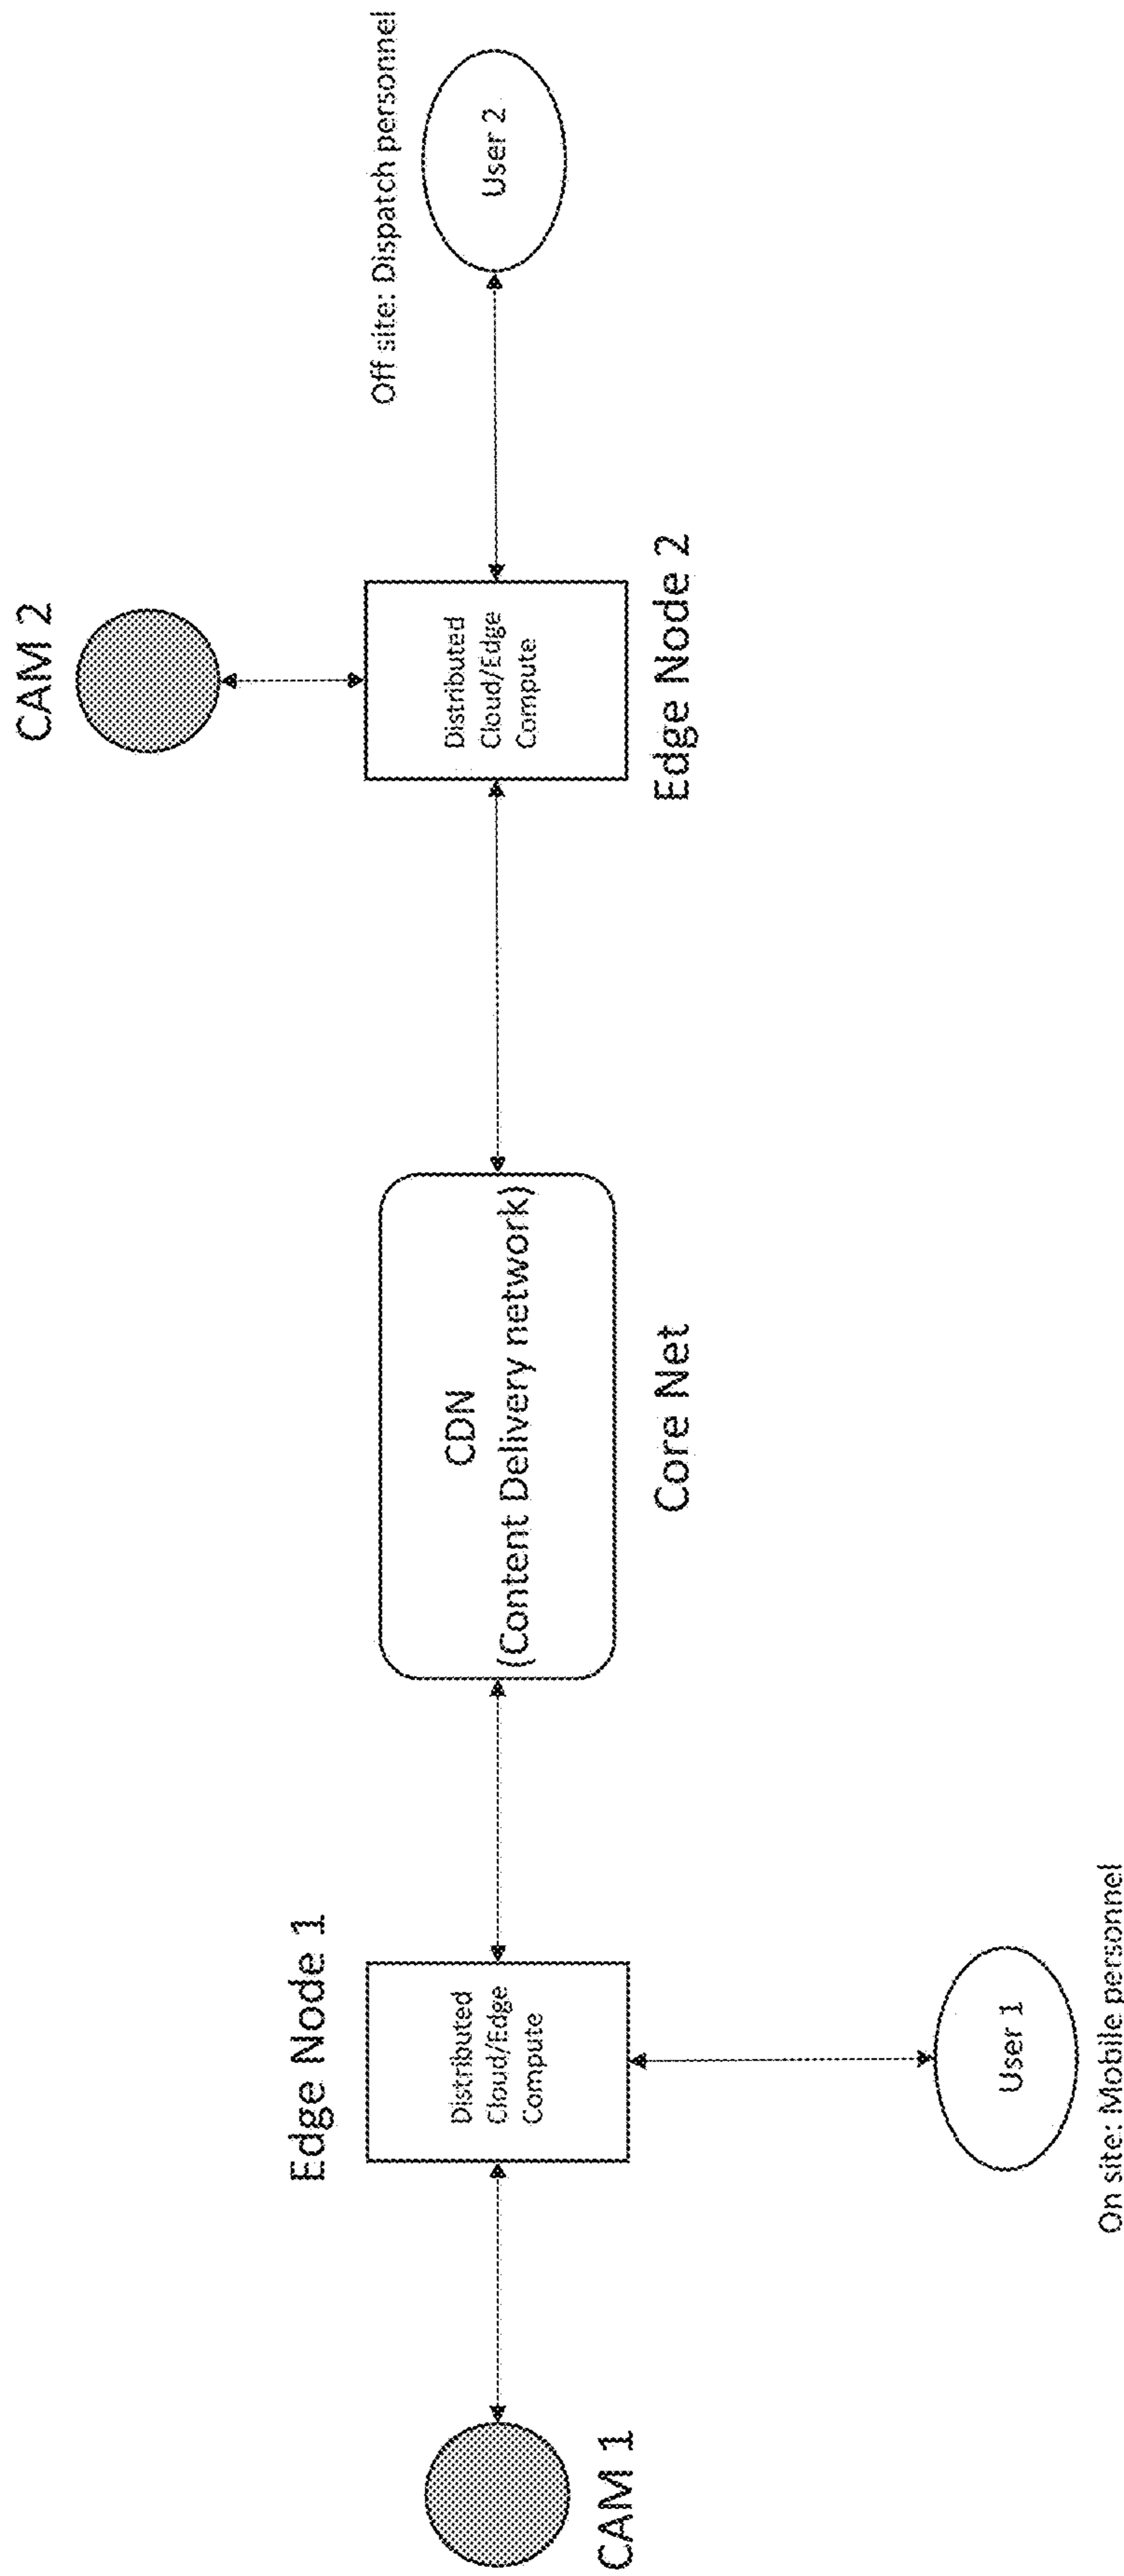 CAM 1
Edge Node 1
Distributed
Cloud/Edge
Compute
User 1
On site: Mobile personnel
CDN
(Content Delivery network)
Core Net
CAM 2
Distributed
Cloud/Edge
Compute
Edge Node 2
Off site: Dispatch personnel
User 2